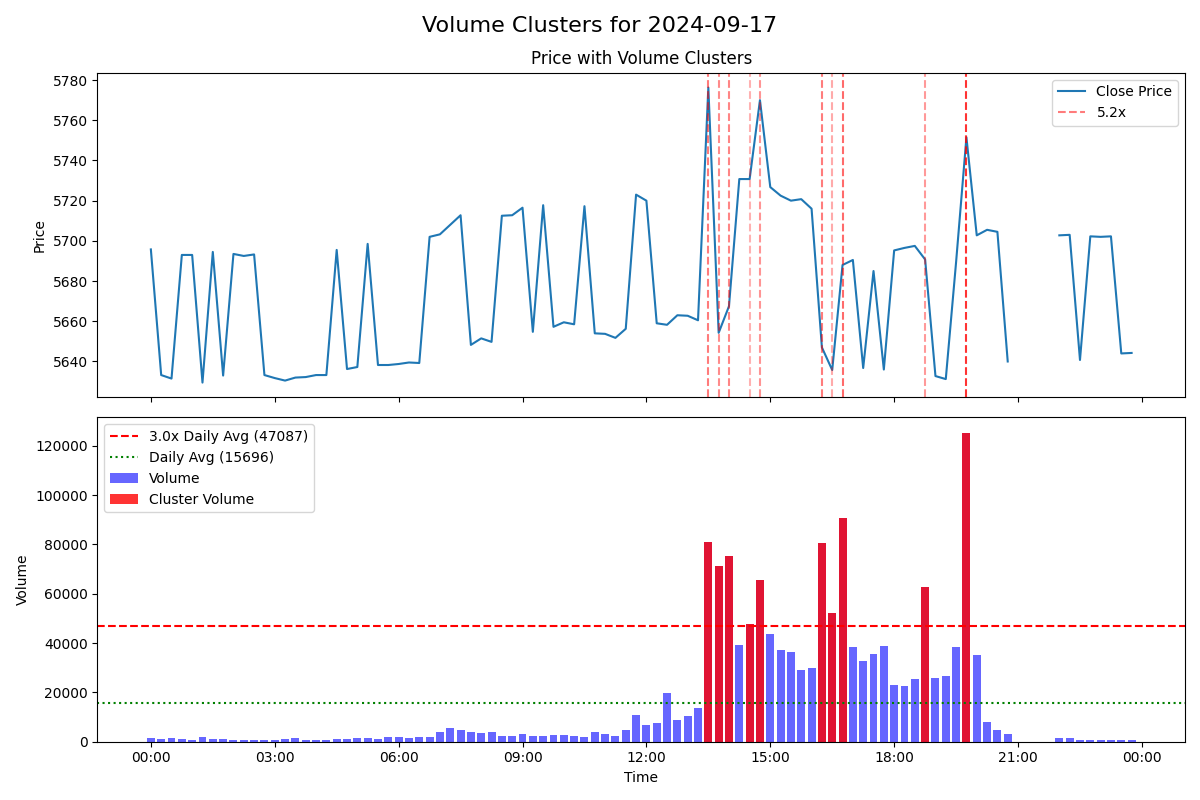 Volume Clusters for 2024-09-17
Price with Volume Clusters
5780
5760
5740
5720
5700
5680
5660
5640
Price
Close Price
5.2x
120000
100000
80000
60000
40000
20000
0
Volume
3.0x Daily Avg (47087)
Daily Avg (15696)
Volume
Cluster Volume
00:00 03:00 06:00 09:00 12:00 15:00 18:00 21:00 00:00
Time